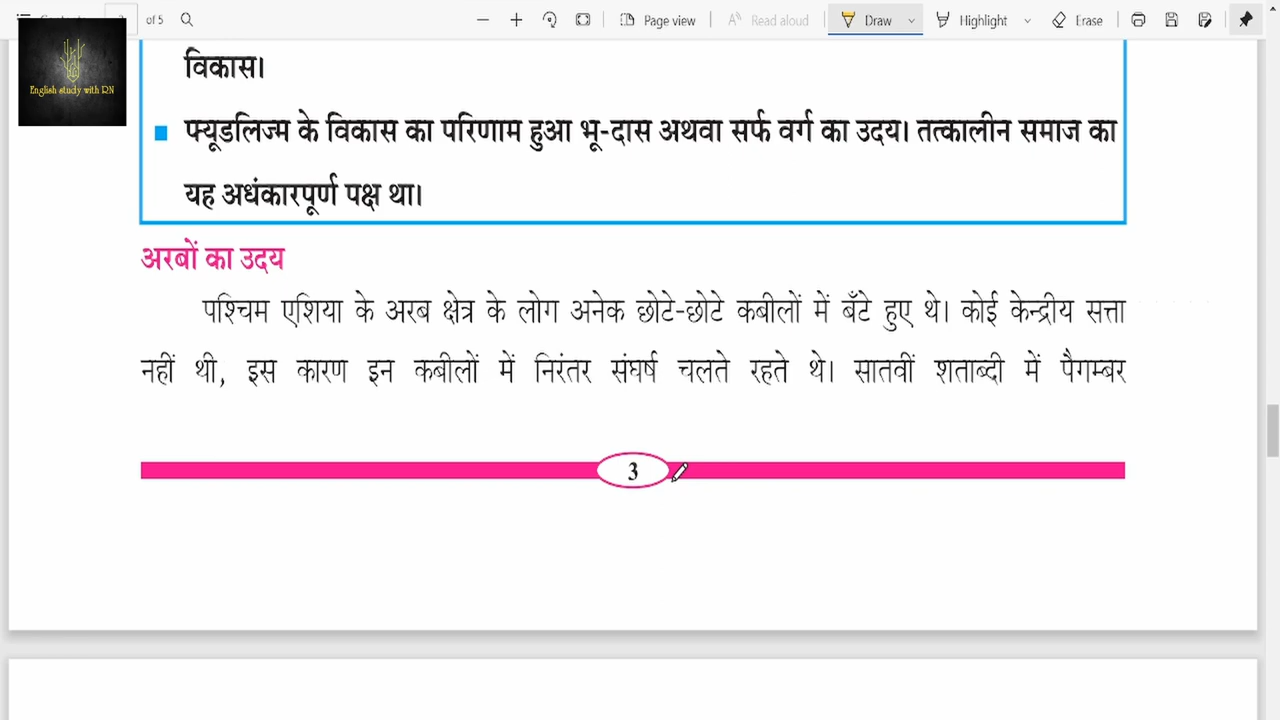 of 5
Page view
Read aloud
Draw
Highlight
Erase
English study with RN
विकास।
फ्यूडलिज्म के विकास का परिणाम हुआ भू-दास अथवा सर्फ वर्ग का उदय। तत्कालीन समाज का
यह अधंकारपूर्ण पक्ष था।
अरबों का उदय
पश्चिम एशिया के अरब क्षेत्र के लोग अनेक छोटे-छोटे कबीलों में बँटे हुए थे। कोई केन्द्रीय सत्ता
नहीं थी, इस कारण इन कबीलों में निरंतर संघर्ष चलते रहते थे। सातवीं शताब्दी में पैगम्बर
3